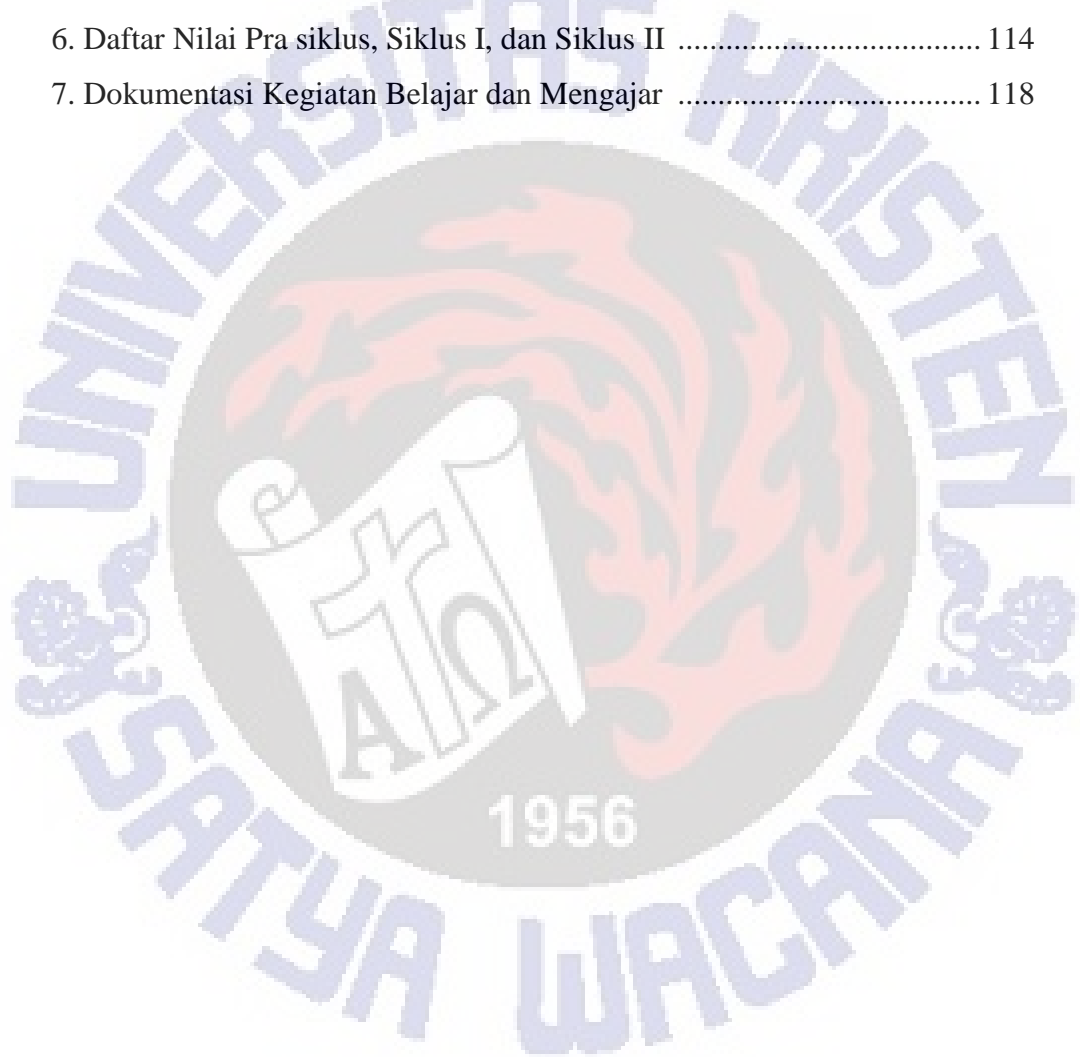 6. Daftar Nilai Pra siklus, Siklus I, dan Siklus II ...................................... 114
7. Dokumentasi Kegiatan Belajar dan Mengajar ........................................ 118
UNIVERSITAS KRISTEN
ΑΩ
1956
SATYA WACANA